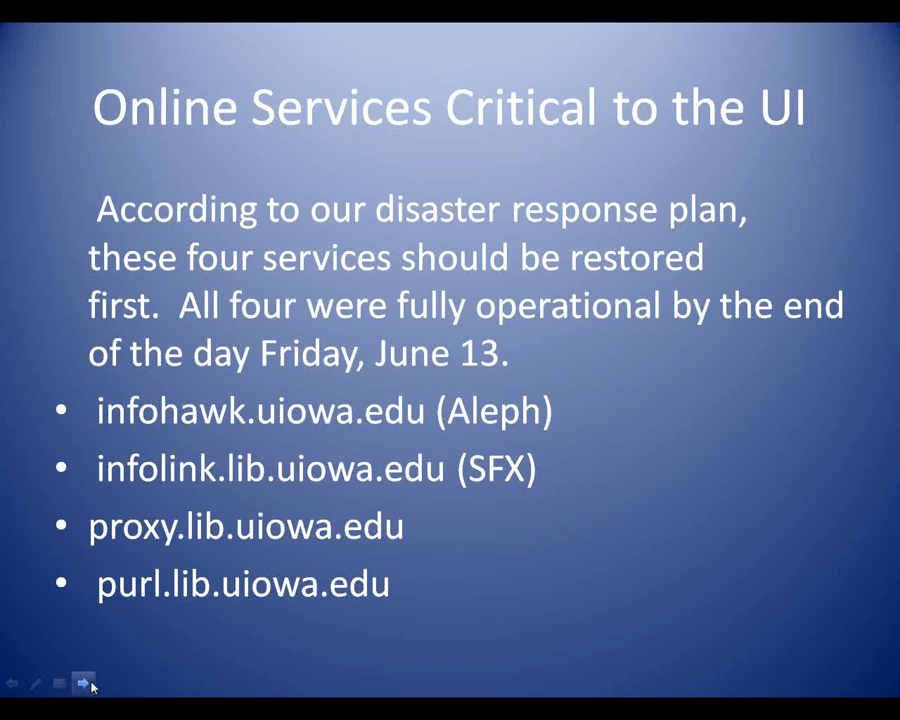 Online Services Critical to the UI
According to our disaster response plan,
these four services should be restored
first.  All four were fully operational by the end
of the day Friday, June 13.
• infohawk.uiowa.edu (Aleph)
• infolink.lib.uiowa.edu (SFX)
• proxy.lib.uiowa.edu
• purl.lib.uiowa.edu